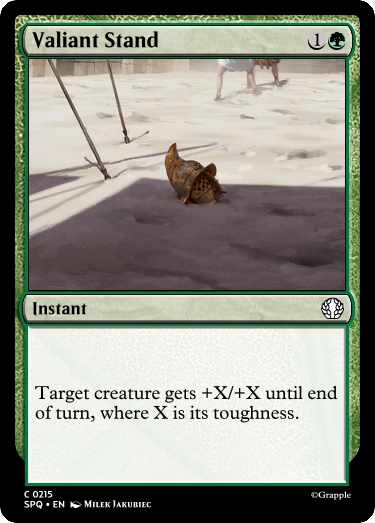 Valiant Stand 1
Instant
Target creature gets +X/+X until end
of turn, where X is its toughness.
C 0215
SPQ • EN Milek Jakubiec
©Grapple